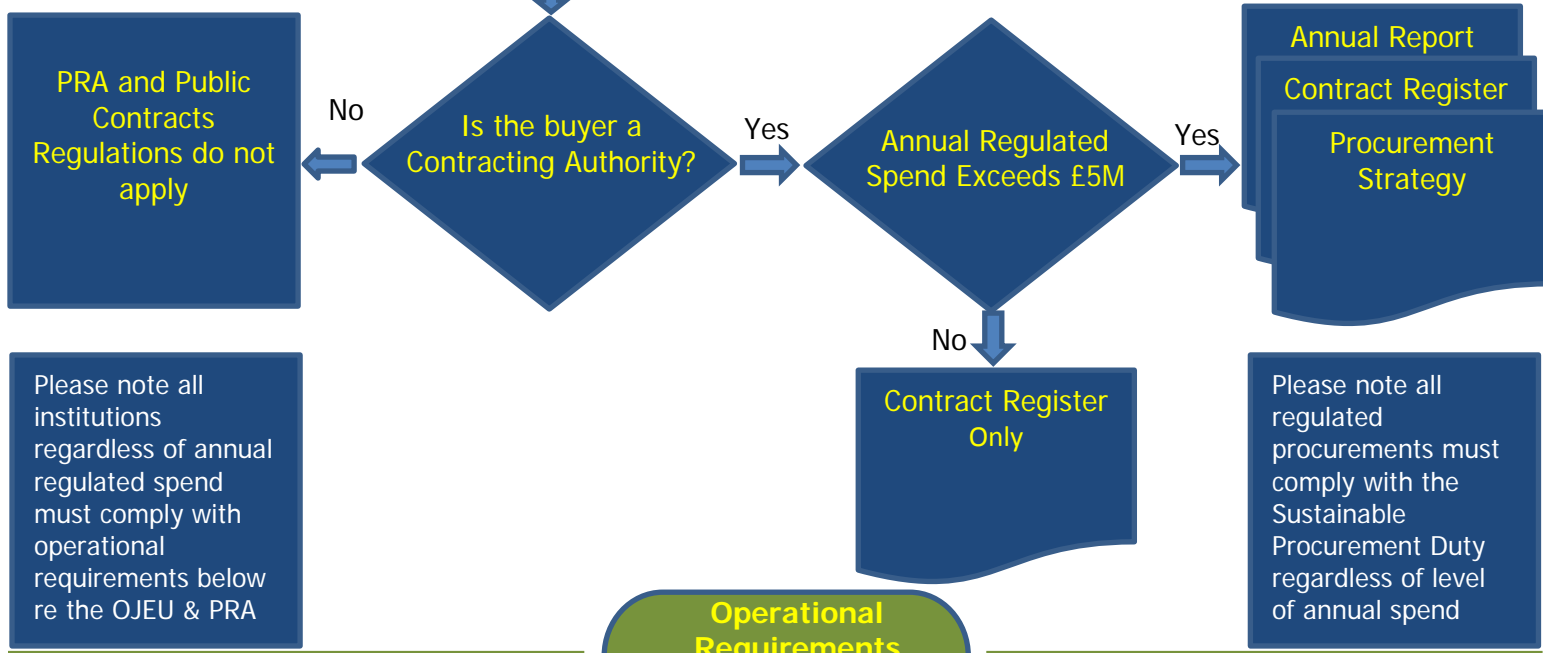 PRA and Public
Contracts
Regulations do not
apply
No
Is the buyer a
Contracting Authority?
Yes
Annual Regulated
Spend Exceeds £5M
Yes
Annual Report
Contract Register
Procurement
Strategy
No
Contract Register
Only
Please note all
institutions
regardless of annual
regulated spend
must comply with
operational
requirements below
re the OJEU & PRA
Please note all
regulated
procurements must
comply with the
Sustainable
Procurement Duty
regardless of level
of annual spend
Operational
Requirements